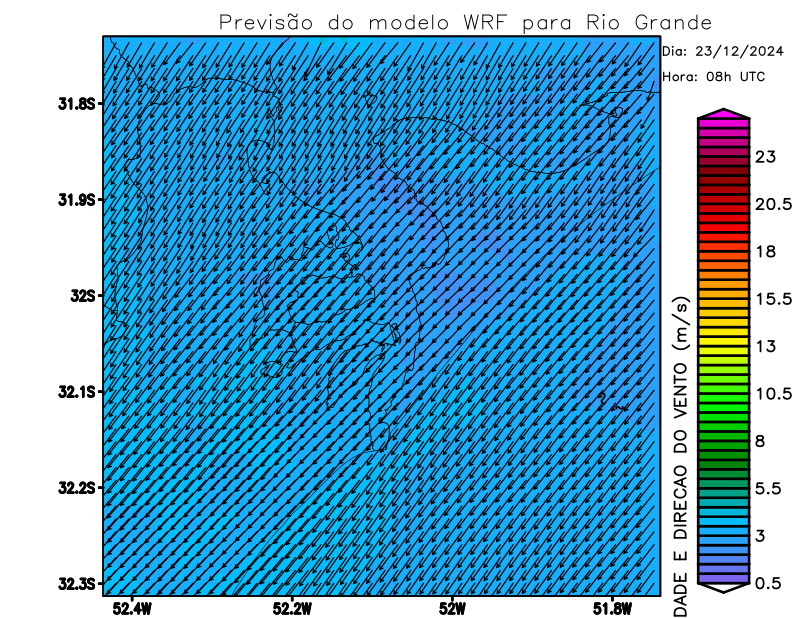 Previsão do modelo WRF para Rio Grande
Dia: 23/12/2024
Hora: 08h UTC
31.8S
31.9S
32S
32.1S
32.2S
32.3S
52.4W
52.2W
52W
51.8W
DADE E DIRECAO DO VENTO (m/s)
23
20.5
18
15.5
13
10.5
8
5.5
3
0.5